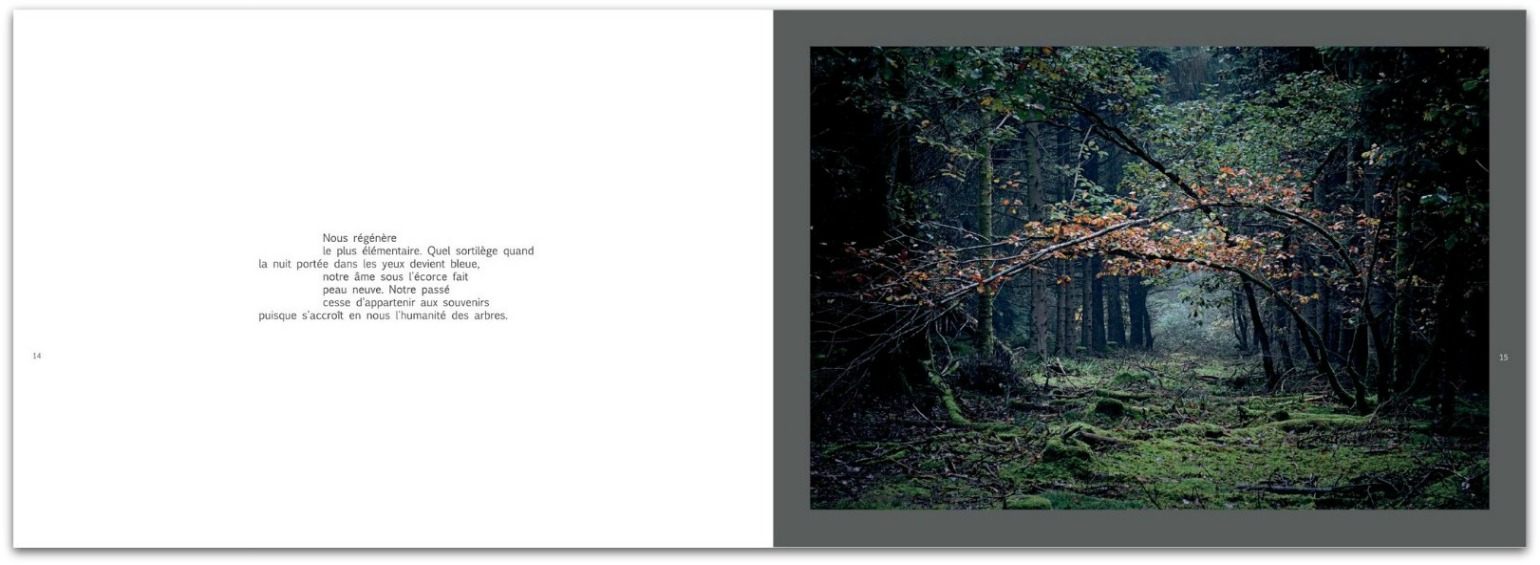 Nous régénère
le plus élémentaire. Quel sortilège quand
la nuit portée dans les yeux devient bleue,
notre âme sous l'écorce fait
peau neuve. Notre passé
cesse d'appartenir aux souvenirs
puisque s'accroît en nous l'humanité des arbres.
14
15